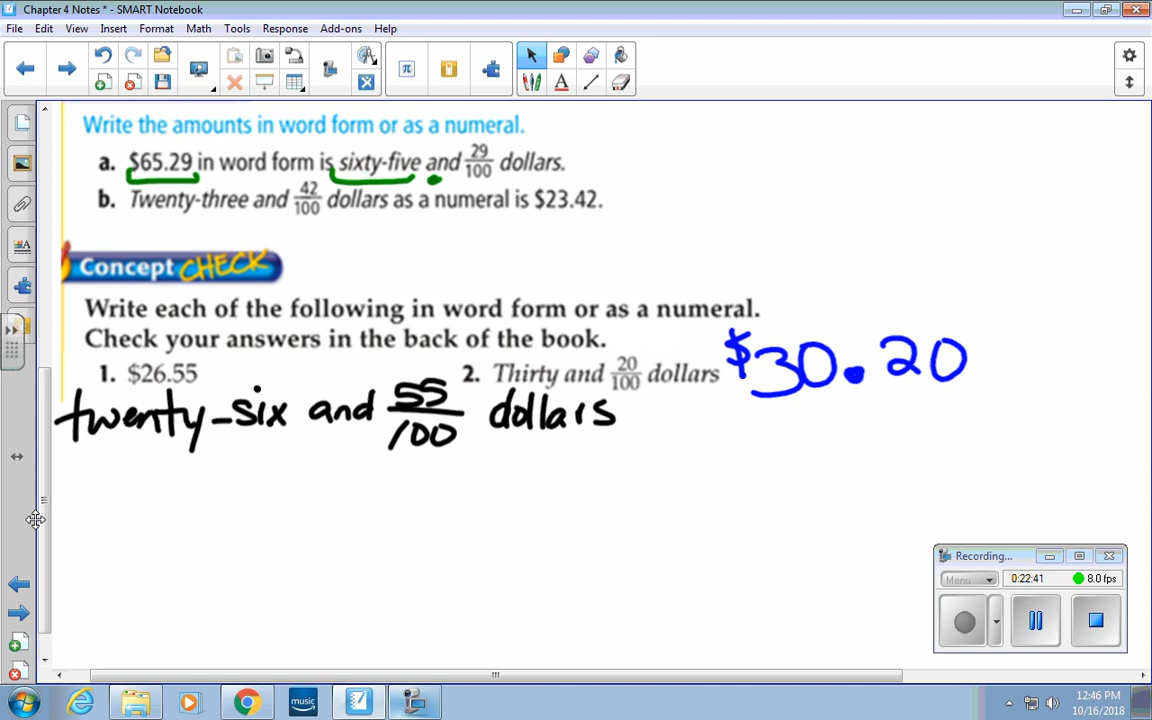 Chapter 4 Notes * - SMART Notebook
File Edit View Insert Format Math Tools Response Add-ons Help
Write the amounts in word form or as a numeral.
a. $65.29 in word form is sixty-five and 29/100 dollars.
b. Twenty-three and 42/100 dollars as a numeral is $23.42.
Concept CHECK
Write each of the following in word form or as a numeral.
Check your answers in the back of the book.
1. $26.55 2. Thirty and 20/100 dollars $30.20
twenty-six and 55/100 dollars
Recording...
Menu 0:22:41 8.0 fps
music
12:46 PM
10/16/2018